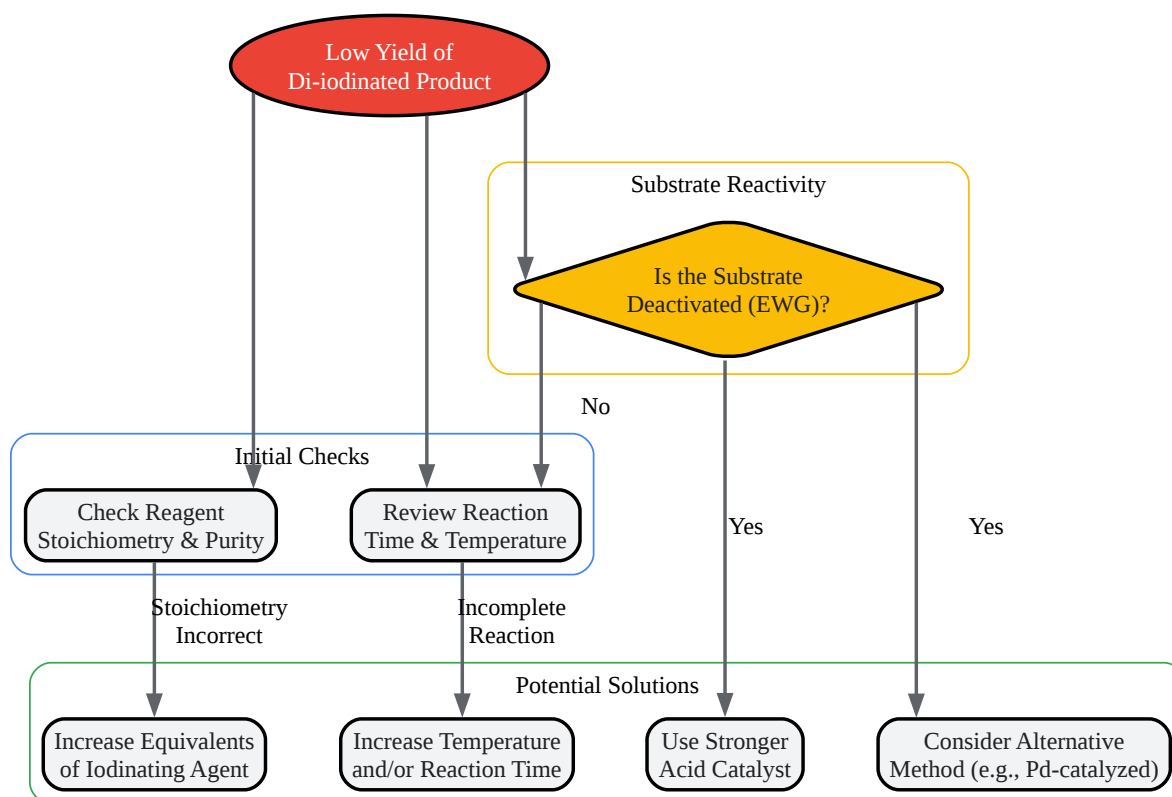 Low Yield of
Di-iodinated Product
Substrate Reactivity
Is the Substrate
Deactivated (EWG)?
No
Initial Checks
Check Reagent
Stoichiometry & Purity
Review Reaction
Time & Temperature
Yes
Yes
Stoichiometry
Incorrect
Incomplete
Reaction
Potential Solutions
Increase Equivalents
of Iodinating Agent
Increase Temperature
and/or Reaction Time
Use Stronger
Acid Catalyst
Consider Alternative
Method (e.g., Pd-catalyzed)